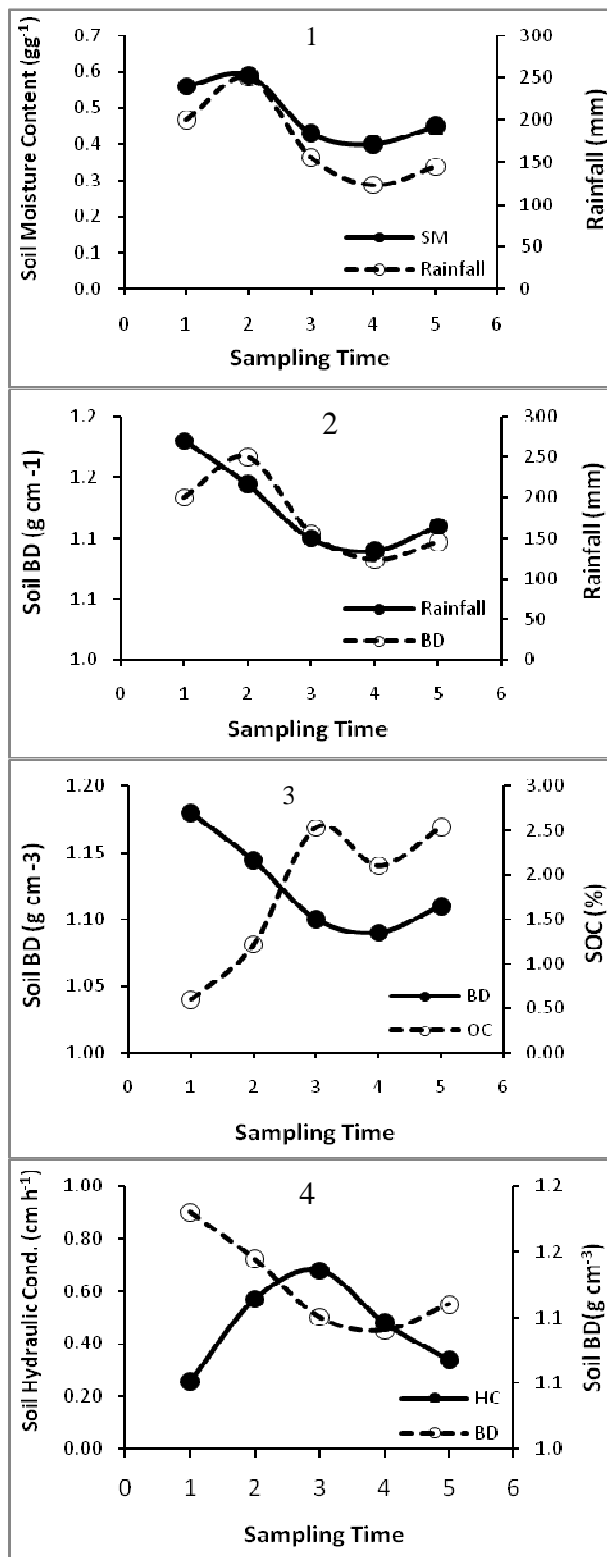 1
Soil Moisture Content (gg-1)
0.7
0.6
0.5
0.4
0.3
0.2
0.1
0.0
300
250
200
150
100
50
0
Rainfall (mm)
SM
Rainfall
0 1 2 3 4 5 6
Sampling Time
2
Soil BD (g cm -1)
1.2
1.2
1.1
1.1
1.0
300
250
200
150
100
50
0
Rainfall (mm)
Rainfall
BD
0 1 2 3 4 5 6
Sampling Time
3
Soil BD (g cm -3)
1.20
1.15
1.10
1.05
1.00
3.00
2.50
2.00
1.50
1.00
0.50
0.00
SOC (%)
BD
OC
0 1 2 3 4 5 6
Sampling Time
4
Soil Hydraulic Cond. (cm h-1)
1.00
0.80
0.60
0.40
0.20
0.00
1.2
1.2
1.1
1.1
1.0
Soil BD(g cm-3)
HC
BD
0 1 2 3 4 5 6
Sampling Time